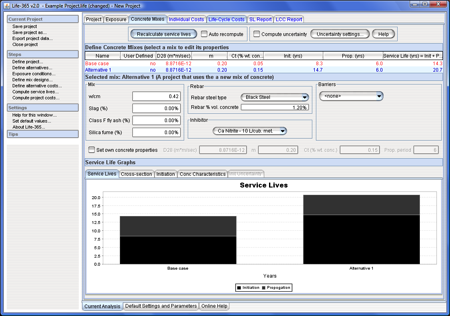 Life-365 v2.0 - Example Project.life (changed) - New Project
Current project
Save project
Save project as...
Export project data...
Close project
Steps
Define project...
Define alternatives...
Exposure conditions...
Define mix designs...
Define alternative costs...
Compute service lives...
Compute project costs...
Settings
Help for this window...
Set default values...
About Life-365...
Tips
Project Exposure Concrete Mixes Individual Costs Life-Cycle Costs SL Report LCC Report
Recalculate service lives Auto recompute Compute uncertainty Uncertainty settings Help
Define Concrete Mixes (select a mix to edit its properties)
Name User Defined D28 (m*m/sec) m Ct (% wt. conc.) Init. (yrs) Prop. (yrs) Service Life (yrs) = Init + P...
Base case no 8.8716E-12 0.20 0.05 8.3 6.0 14.3
Alternative 1 no 8.8716E-12 0.20 0.15 14.7 6.0 20.7
Selected mix: Alternative 1 (A project that uses the a new mix of concrete)
Mix
w/cm 0.42
Slag (%) 0.00%
Class F fly ash (%) 0.00%
Silica fume (%) 0.00%
Rebar
Rebar steel type Black Steel
Rebar % vol. concrete 1.20%
Inhibitor
Ca Nitrite - 10 L/cub. met.
Barriers
<none>
Set own concrete properties D28 (m*m/sec) 8.8716E-12 m 0.20 Ct (% wt. conc.) 0.15 Prop. period 6
Service Life Graphs
Service Lives Cross-section Initiation Conc Characteristics
Service Lives
20.0
17.5
15.0
12.5
10.0
7.5
5.0
2.5
0.0
Base case Alternative 1
Years
Initiation Propagation
Current Analysis Default Settings and Parameters Online Help